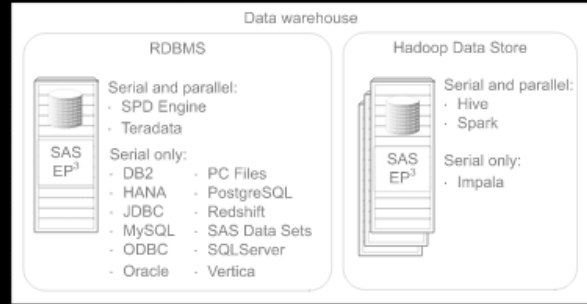 Data warehouse
RDBMS
SAS
EP³
Serial and parallel:
· SPD Engine
· Teradata
Serial only:
· DB2
· HANA
· JDBC
· MySQL
· ODBC
· Oracle
· PC Files
· PostgreSQL
· Redshift
· SAS Data Sets
· SQLServer
· Vertica
Hadoop Data Store
SAS
EP³
Serial and parallel:
· Hive
· Spark
Serial only:
· Impala